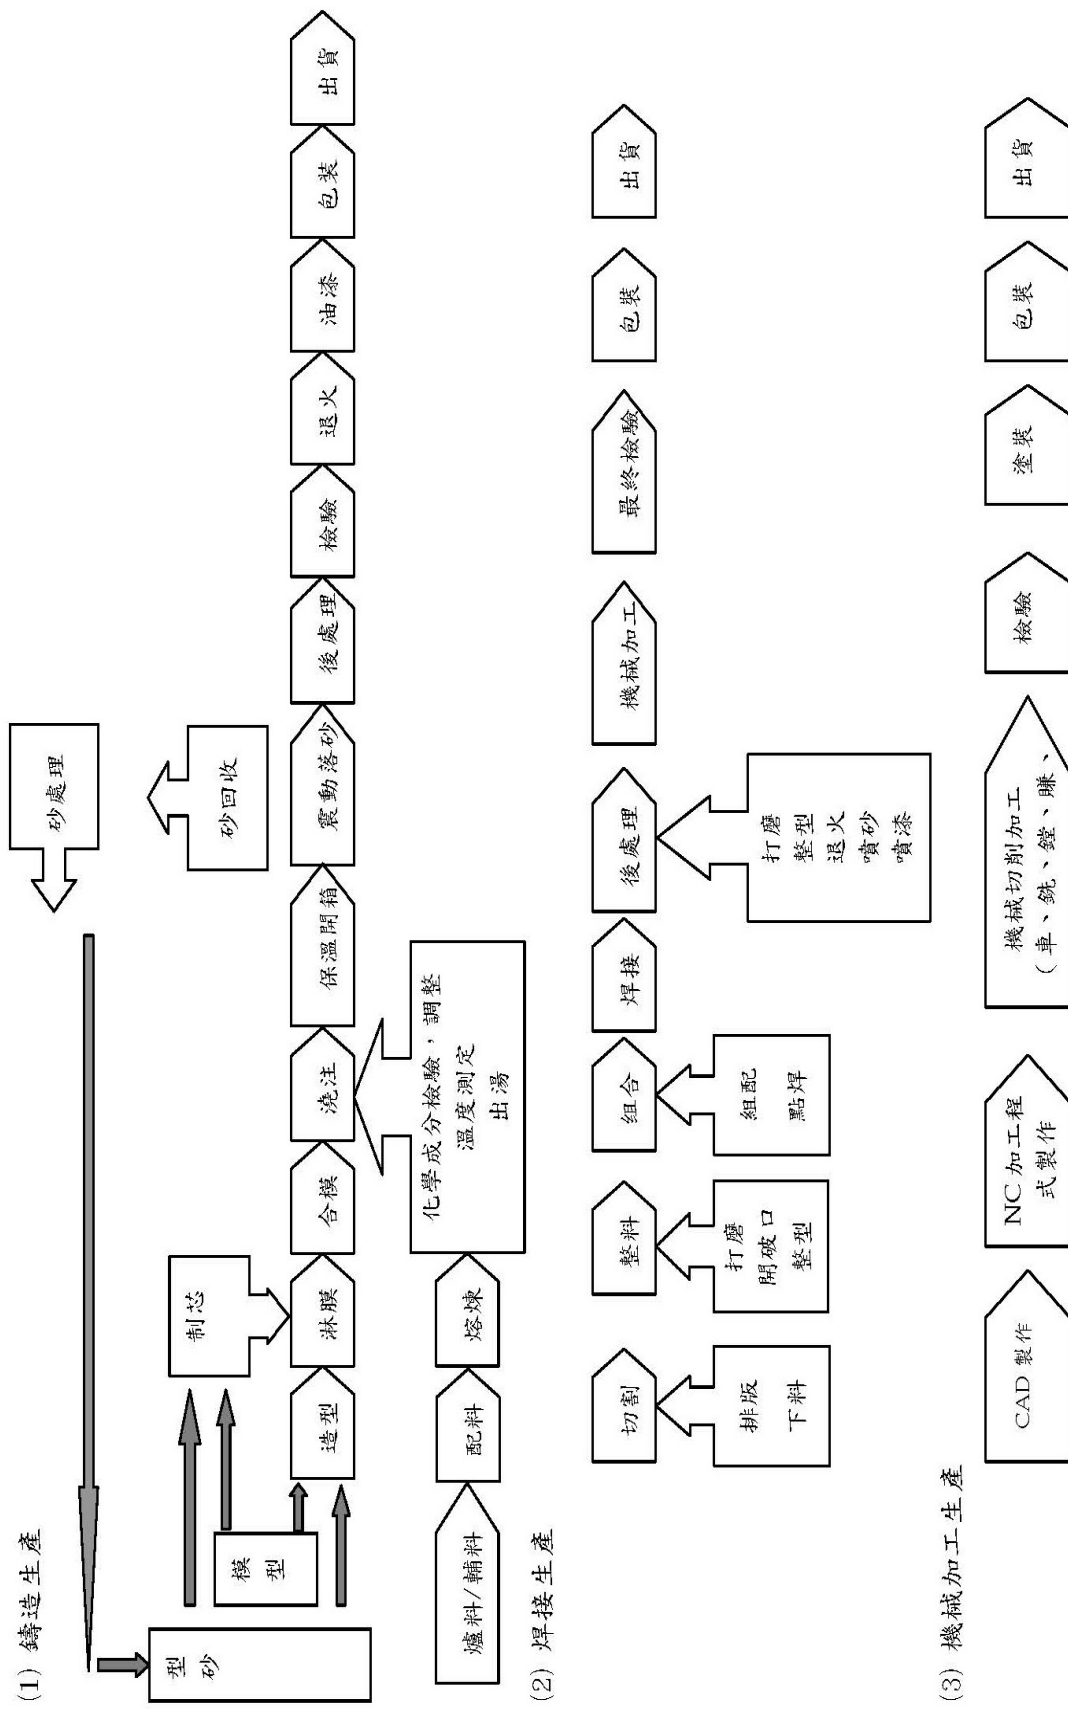 (1) 鑄造生產
砂處理
砂回收
型
砂
模
型
制芯
造型
淋膜
合模
澆注
保溫開箱
震動落砂
後處理
檢驗
退火
油漆
包裝
出貨
爐料/輔料
配料
熔煉
化學成分檢驗，調整
溫度測定
出湯
(2) 焊接生產
切割
整料
組合
焊接
後處理
機械加工
最終檢驗
包裝
出貨
排版
下料
打磨
開破口
整型
組配
點焊
打磨
整型
退火
噴砂
噴漆
(3) 機械加工生產
CAD 製作
NC 加工程
式製作
機械切削加工
(車、銑、鏜、賺、
檢驗
塗裝
包裝
出貨